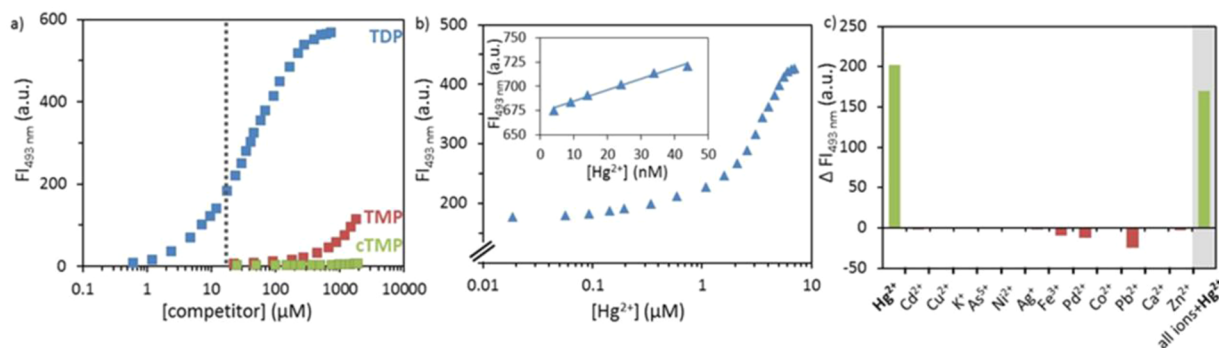 a)
600
400
200
0
FI493 nm (a.u.)
TDP
TMP
cTMP
0.1 1 10 100 1000 10000
[competitor] (µM)
b)
500
400
300
200
FI493 nm (a.u.)
750
725
700
675
650
FI493 nm (a.u.)
0 10 20 30 40 50
[Hg²⁺] (nM)
0.01 0.1 1 10
[Hg²⁺] (µM)
c)
250
200
150
100
50
0
-50
Δ FI493 nm (a.u.)
Hg²⁺
Cd²⁺
Cu²⁺
K⁺
As⁵⁺
Ni²⁺
Ag⁺
Fe³⁺
Pd²⁺
Co²⁺
Pb²⁺
Ca²⁺
Zn²⁺
all ions+Hg²⁺